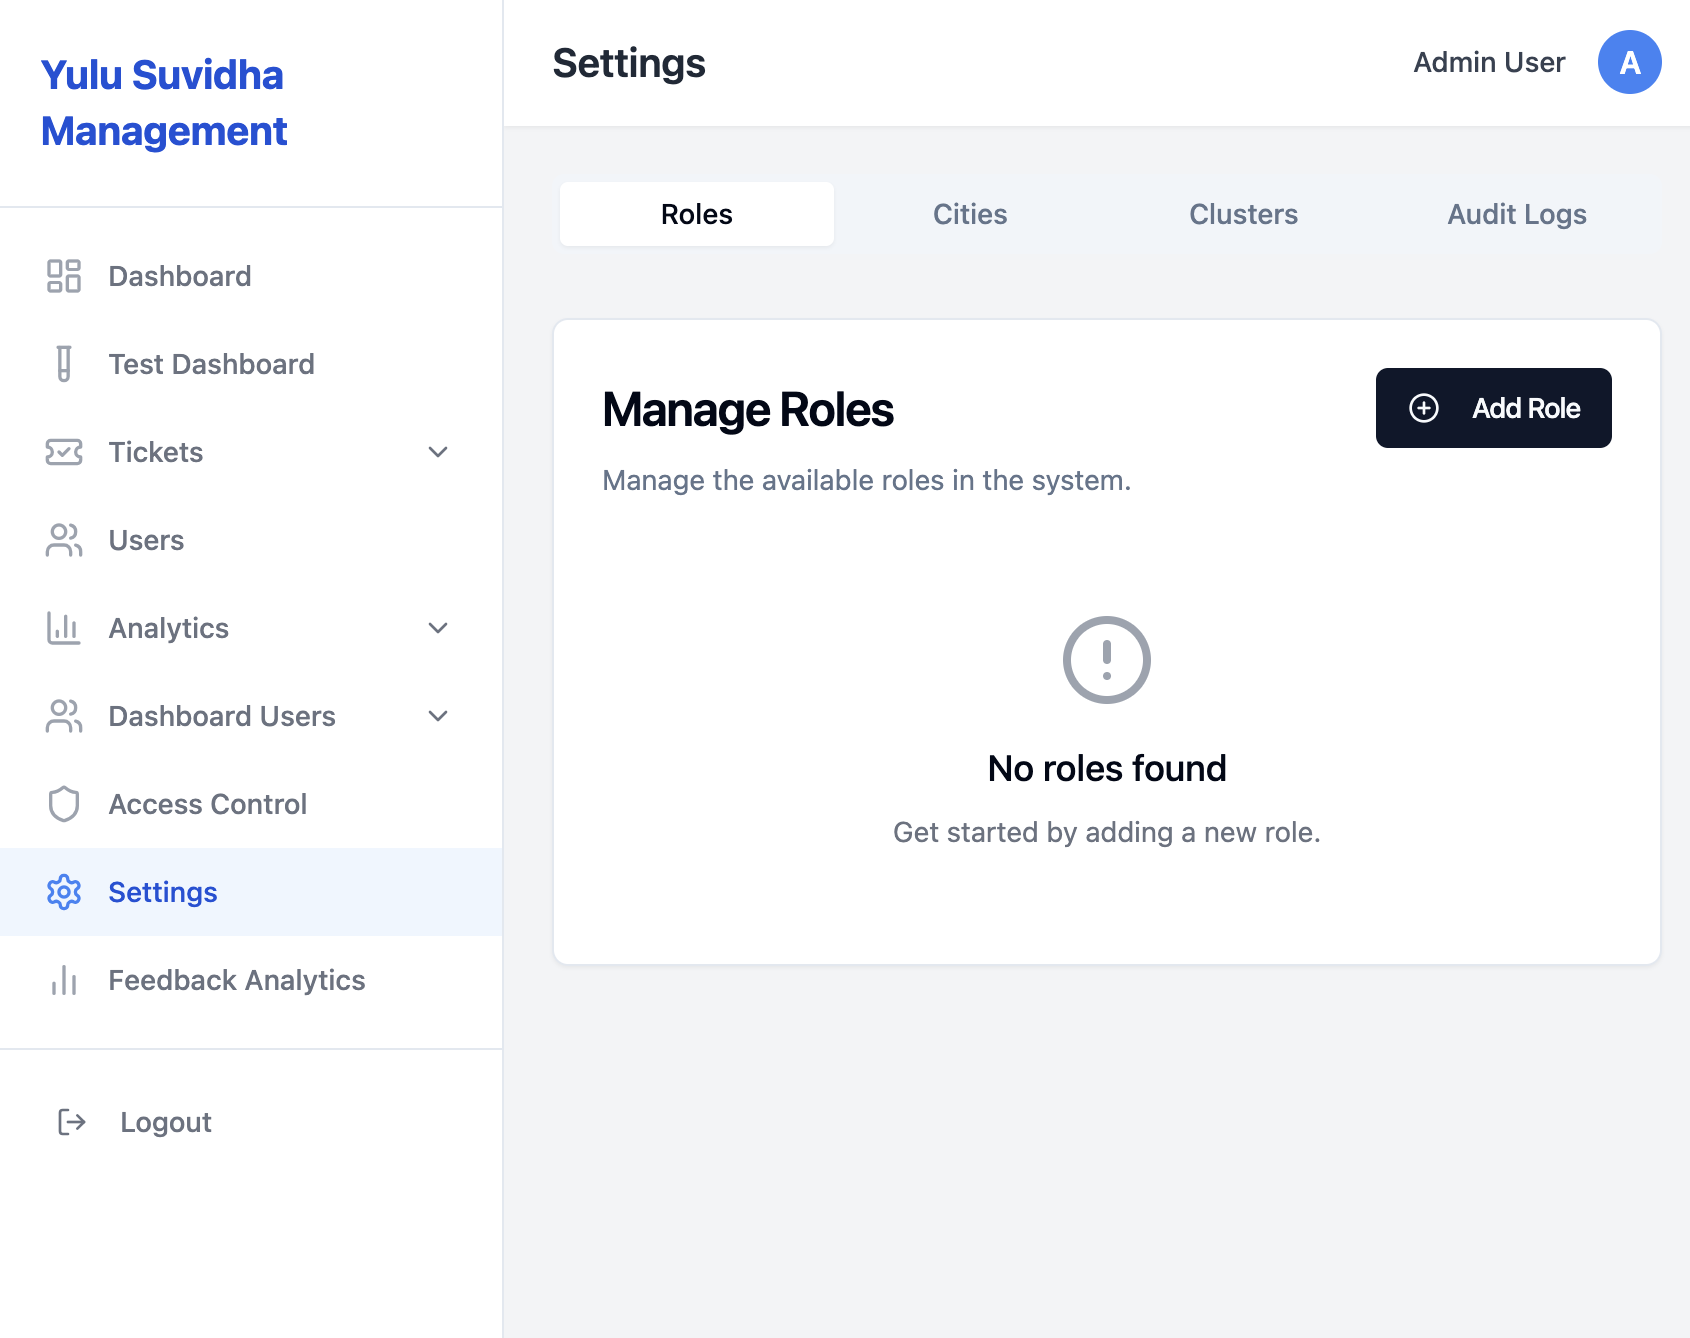 Yulu Suvidha
Management
Dashboard
Test Dashboard
Tickets
Users
Analytics
Dashboard Users
Access Control
Settings
Feedback Analytics
Logout
Settings
Admin User
A
Roles
Cities
Clusters
Audit Logs
Manage Roles
Add Role
Manage the available roles in the system.
No roles found
Get started by adding a new role.